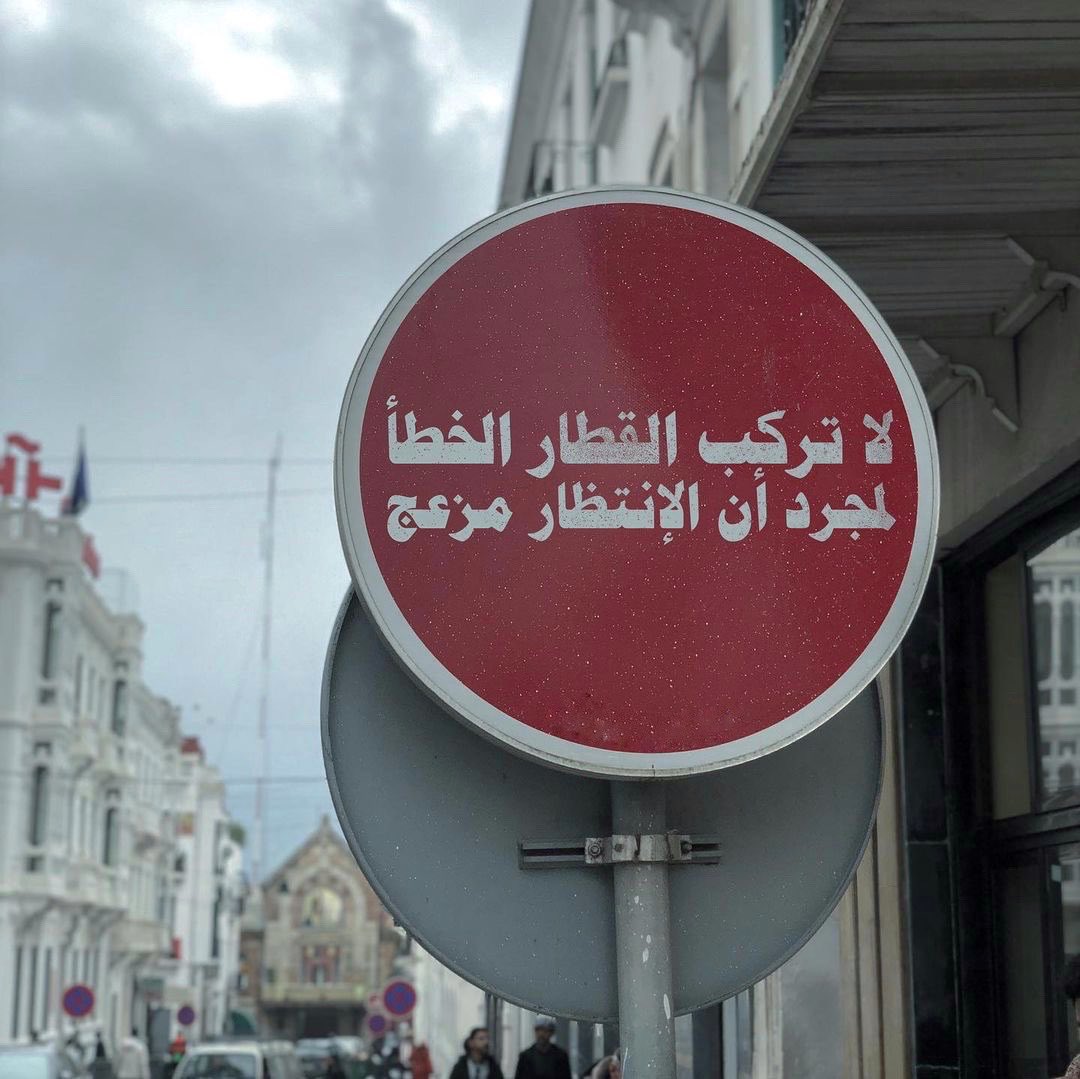 لا تركب القطار الخطأ
لمجرد أن الإنتظار مزعج